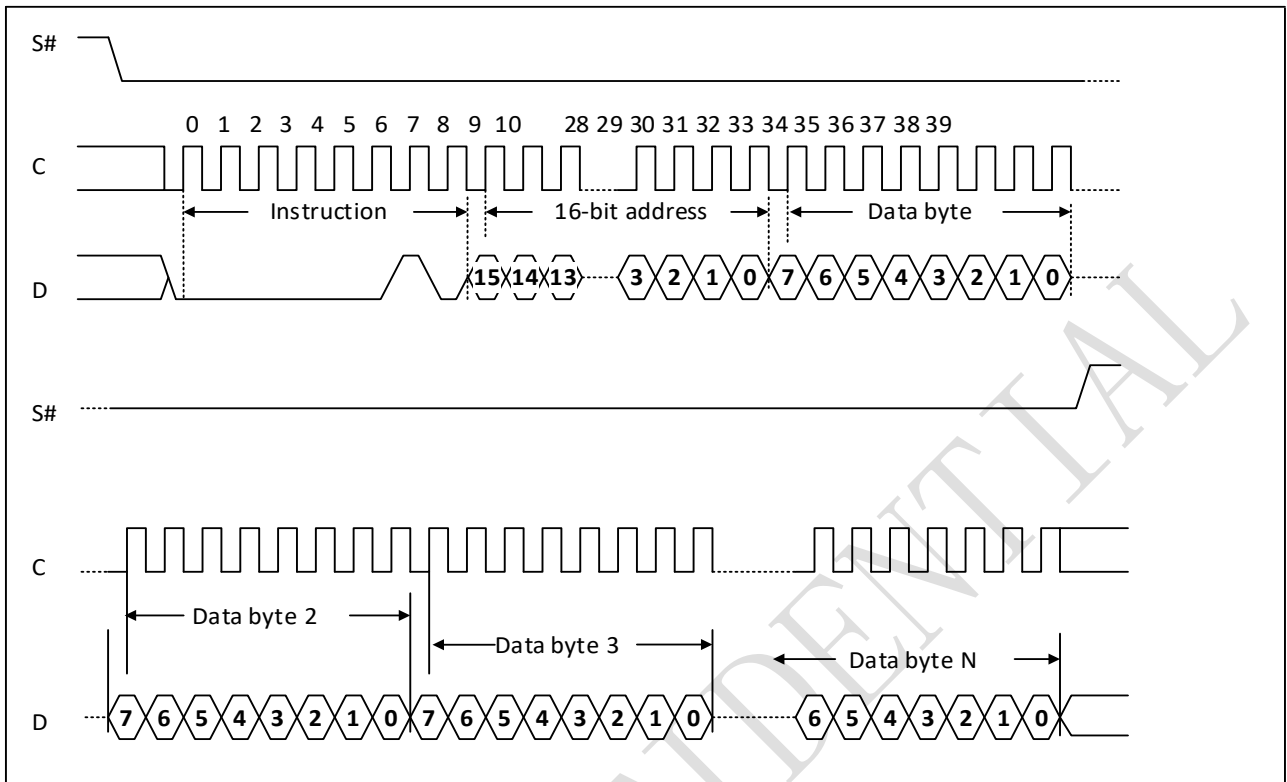 S#
0 1 2 3 4 5 6 7 8 9 10 28 29 30 31 32 33 34 35 36 37 38 39
C
Instruction 16-bit address Data byte
D 15 14 13 3 2 1 0 7 6 5 4 3 2 1 0
S#
C
Data byte 2 Data byte 3 Data byte N
D 7 6 5 4 3 2 1 0 7 6 5 4 3 2 1 0 6 5 4 3 2 1 0
IDENTIAL